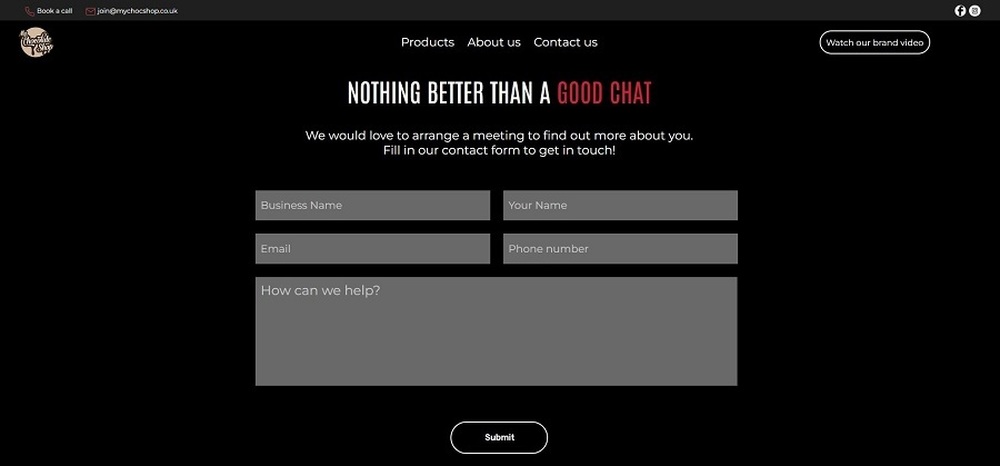 Book a call
join@mychocshop.co.uk
My
Chocolate
Shop
Products
About us
Contact us
Watch our brand video
NOTHING BETTER THAN A GOOD CHAT
We would love to arrange a meeting to find out more about you.
Fill in our contact form to get in touch!
Business Name
Your Name
Email
Phone number
How can we help?
Submit